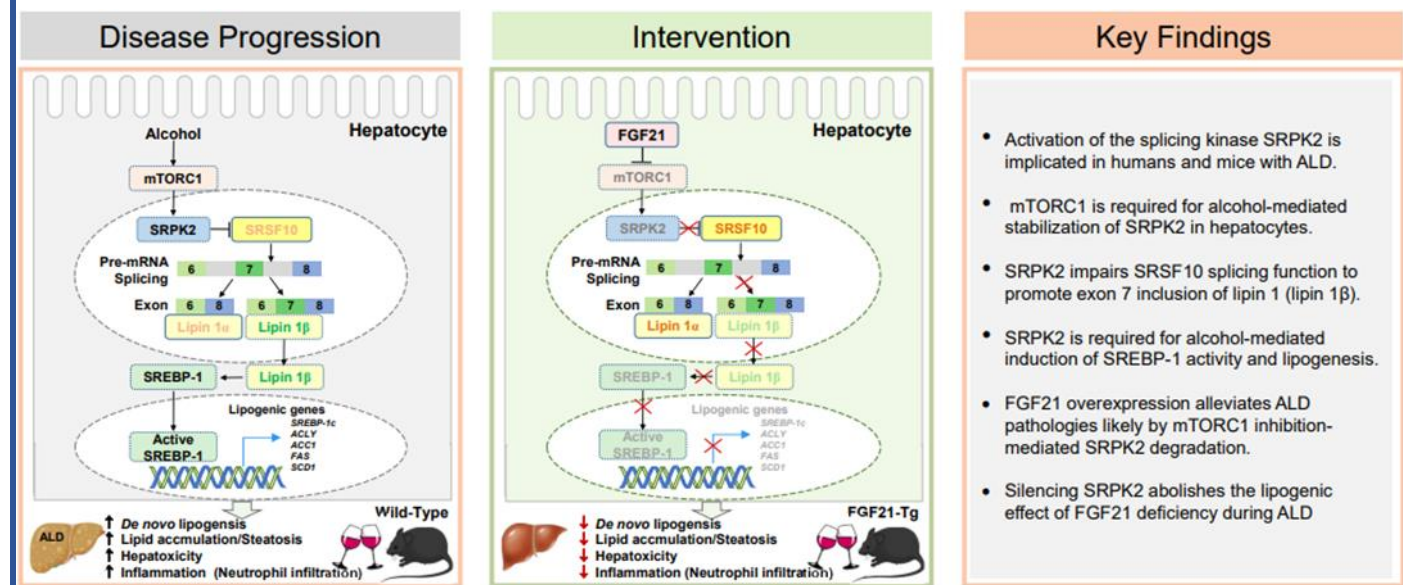 Disease Progression
Alcohol
Hepatocyte
mTORC1
SRPK2
SRSF10
Pre-mRNA
Splicing
6 7 8
Exon
6 8
6 7 8
Lipin 1α
Lipin 1β
SREBP-1
Lipin 1β
Lipogenic genes
SREBP-1c
ACLY
ACC1
FAS
SCD1
Active
SREBP-1
Wild-Type
ALD
↑ De novo lipogensis
↑ Lipid accmulation/Steatosis
↑ Hepatoxicity
↑ Inflammation (Neutrophil infiltration)
Intervention
FGF21
Hepatocyte
mTORC1
SRPK2
SRSF10
Pre-mRNA
Splicing
6 7 8
Exon
6 8
6 7 8
Lipin 1α
Lipin 1β
SREBP-1
Lipin 1β
Lipogenic genes
SREBP-1c
ACLY
ACC1
FAS
SCD1
Active
SREBP-1
FGF21-Tg
↓ De novo lipogensis
↓ Lipid accmulation/Steatosis
↓ Hepatoxicity
↓ Inflammation (Neutrophil infiltration)
Key Findings
• Activation of the splicing kinase SRPK2 is
implicated in humans and mice with ALD.
• mTORC1 is required for alcohol-mediated
stabilization of SRPK2 in hepatocytes.
• SRPK2 impairs SRSF10 splicing function to
promote exon 7 inclusion of lipin 1 (lipin 1β).
• SRPK2 is required for alcohol-mediated
induction of SREBP-1 activity and lipogenesis.
• FGF21 overexpression alleviates ALD
pathologies likely by mTORC1 inhibition-
mediated SRPK2 degradation.
• Silencing SRPK2 abolishes the lipogenic
effect of FGF21 deficiency during ALD